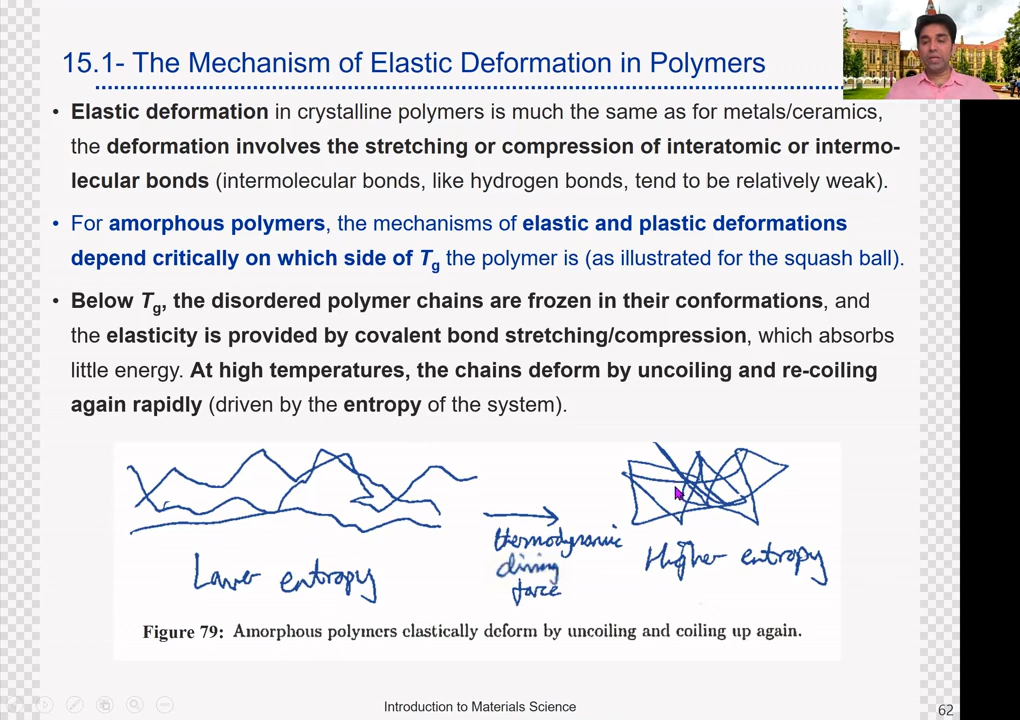 15.1- The Mechanism of Elastic Deformation in Polymers
• Elastic deformation in crystalline polymers is much the same as for metals/ceramics,
the deformation involves the stretching or compression of interatomic or intermo-
lecular bonds (intermolecular bonds, like hydrogen bonds, tend to be relatively weak).
• For amorphous polymers, the mechanisms of elastic and plastic deformations
depend critically on which side of Tg the polymer is (as illustrated for the squash ball).
• Below Tg, the disordered polymer chains are frozen in their conformations, and
the elasticity is provided by covalent bond stretching/compression, which absorbs
little energy. At high temperatures, the chains deform by uncoiling and re-coiling
again rapidly (driven by the entropy of the system).
Lower entropy
thermodynamic
driving
force
Higher entropy
Figure 79: Amorphous polymers elastically deform by uncoiling and coiling up again.
Introduction to Materials Science
62